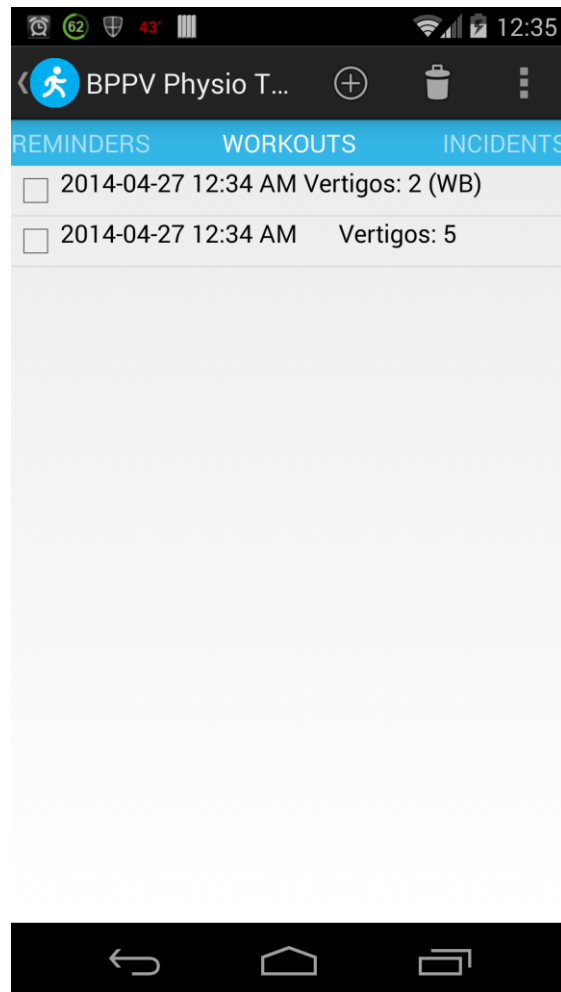 62 43° 12:35
BPPV Physio T...
REMINDERS WORKOUTS INCIDENTS
2014-04-27 12:34 AM Vertigos: 2 (WB)
2014-04-27 12:34 AM Vertigos: 5